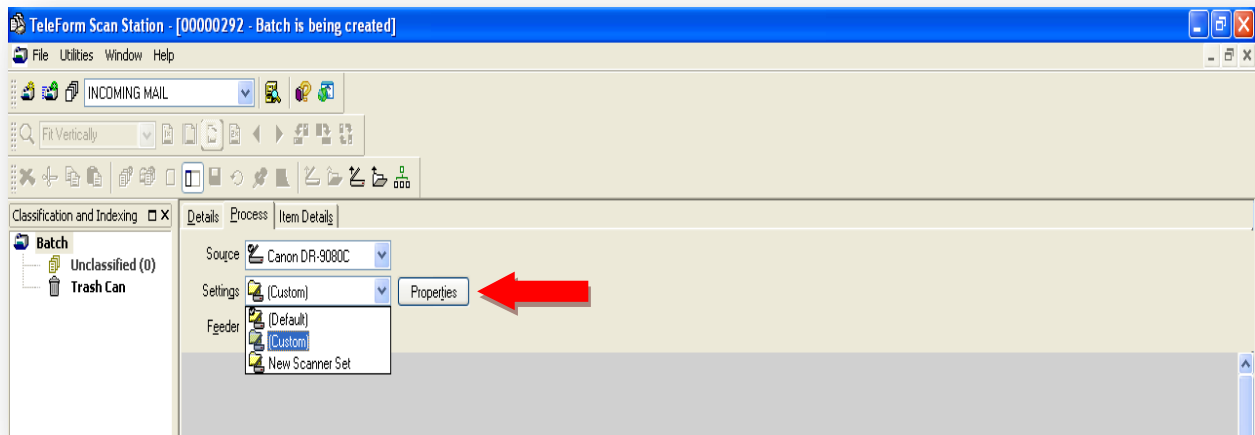 TeleForm Scan Station - [00000292 - Batch is being created]
File Utilities Window Help
INCOMING MAIL
Fit Vertically
Classification and Indexing
Details Process Item Details
Batch
Unclassified (0)
Trash Can
Source Canon DR-9080C
Settings (Custom) Properties
Feeder
(Default)
(Custom)
New Scanner Set